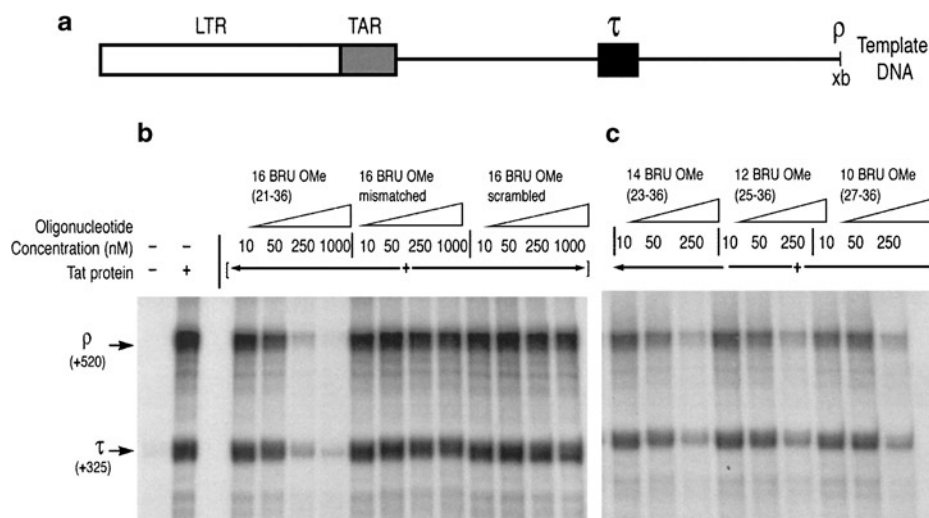 a
LTR TAR τ ρ
xb
Template
DNA
b
16 BRU OMe
(21-36)
16 BRU OMe
mismatched
16 BRU OMe
scrambled
Oligonucleotide
Concentration (nM) – – 10 50 250 1000 10 50 250 1000 10 50 250 1000
Tat protein – + [ + ]
ρ
(+520)
τ
(+325)
c
14 BRU OMe
(23-36)
12 BRU OMe
(25-36)
10 BRU OMe
(27-36)
10 50 250 10 50 250 10 50 250
+